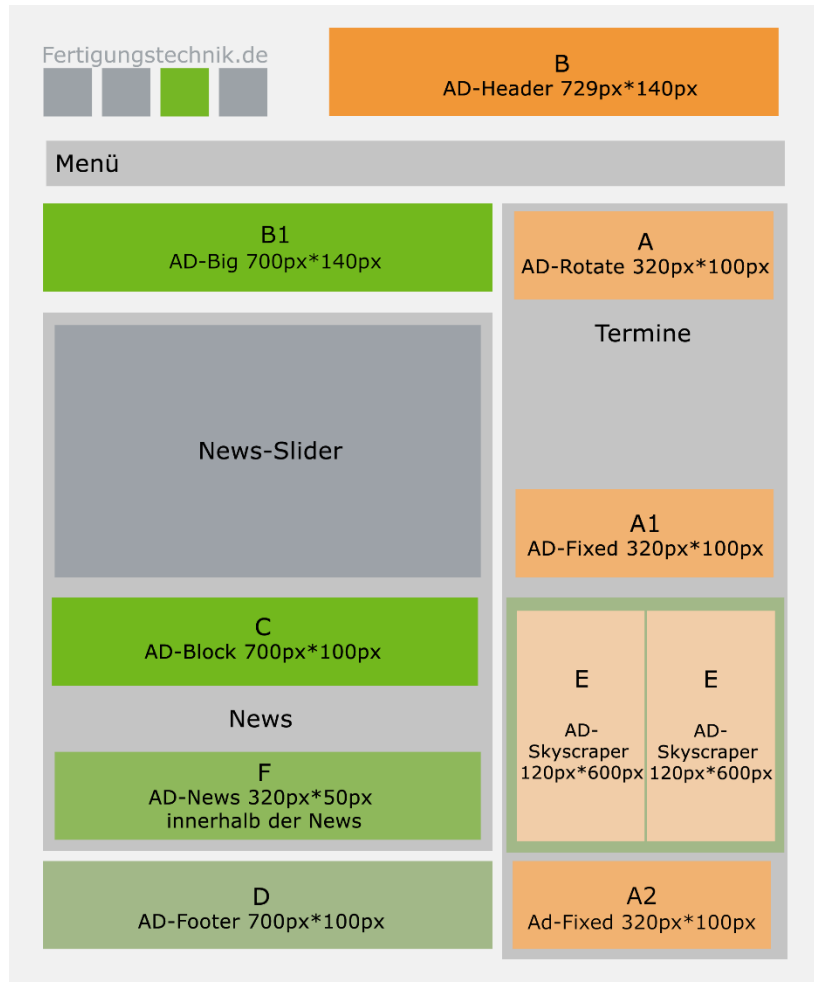 Fertigungstechnik.de
B
AD-Header 729px*140px
Menü
B1
AD-Big 700px*140px
A
AD-Rotate 320px*100px
Termine
News-Slider
A1
AD-Fixed 320px*100px
C
AD-Block 700px*100px
News
F
AD-News 320px*50px
innerhalb der News
E
AD-
Skyscraper
120px*600px
E
AD-
Skyscraper
120px*600px
D
AD-Footer 700px*100px
A2
Ad-Fixed 320px*100px